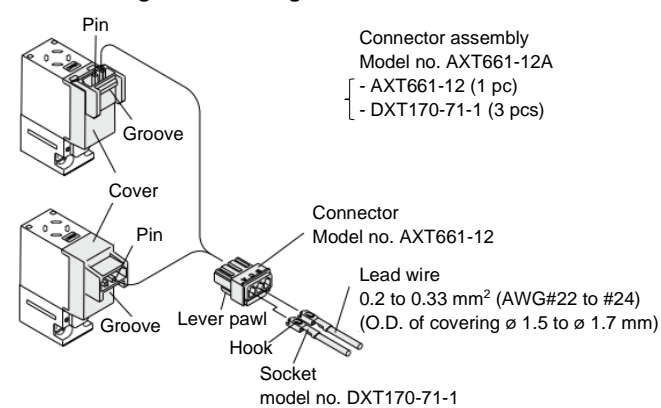 Pin
Connector assembly
Model no. AXT661-12A
- AXT661-12 (1 pc)
- DXT170-71-1 (3 pcs)
Groove
Cover
Pin
Connector
Model no. AXT661-12
Lead wire
0.2 to 0.33 mm² (AWG#22 to #24)
(O.D. of covering ø 1.5 to ø 1.7 mm)
Groove
Lever pawl
Hook
Socket
model no. DXT170-71-1